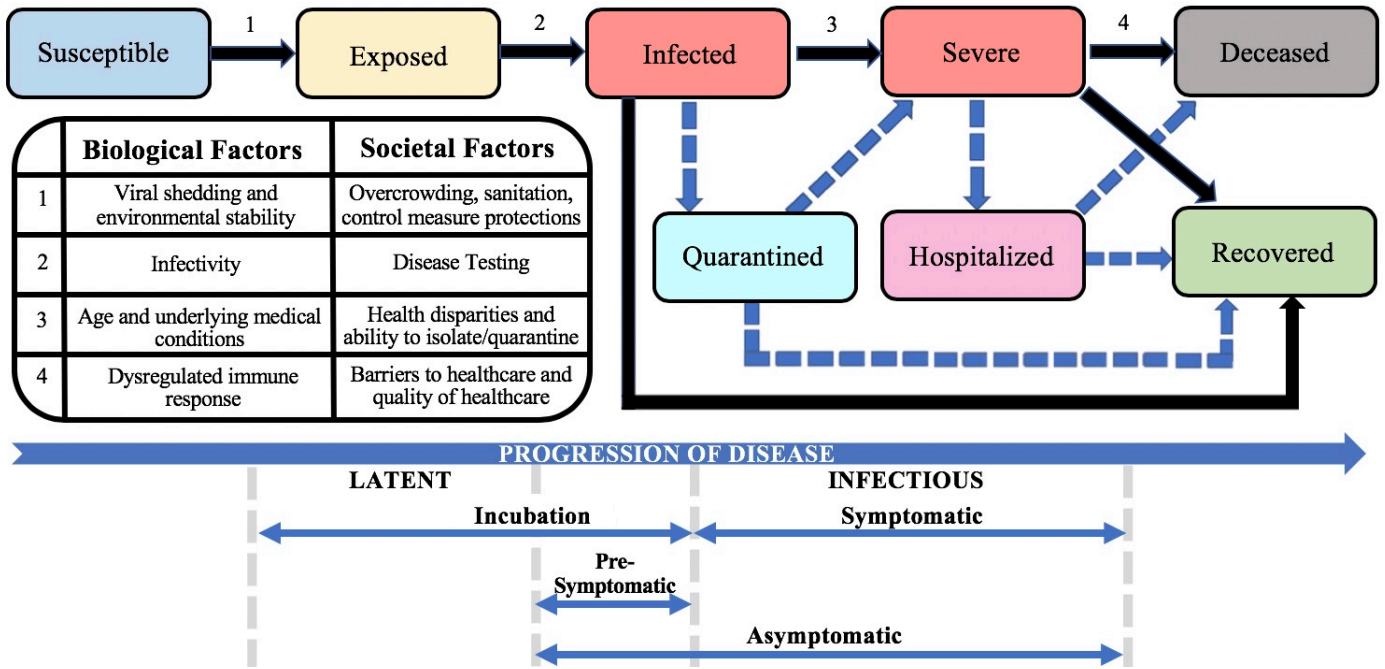 1
2
3
4
Susceptible
Exposed
Infected
Severe
Deceased
Biological Factors
Societal Factors
1
Viral shedding and
environmental stability
Overcrowding, sanitation,
control measure protections
2
Infectivity
Disease Testing
3
Age and underlying medical
conditions
Health disparities and
ability to isolate/quarantine
4
Dysregulated immune
response
Barriers to healthcare and
quality of healthcare
Quarantined
Hospitalized
Recovered
PROGRESSION OF DISEASE
LATENT
INFECTIOUS
Incubation
Symptomatic
Pre-
Symptomatic
Asymptomatic